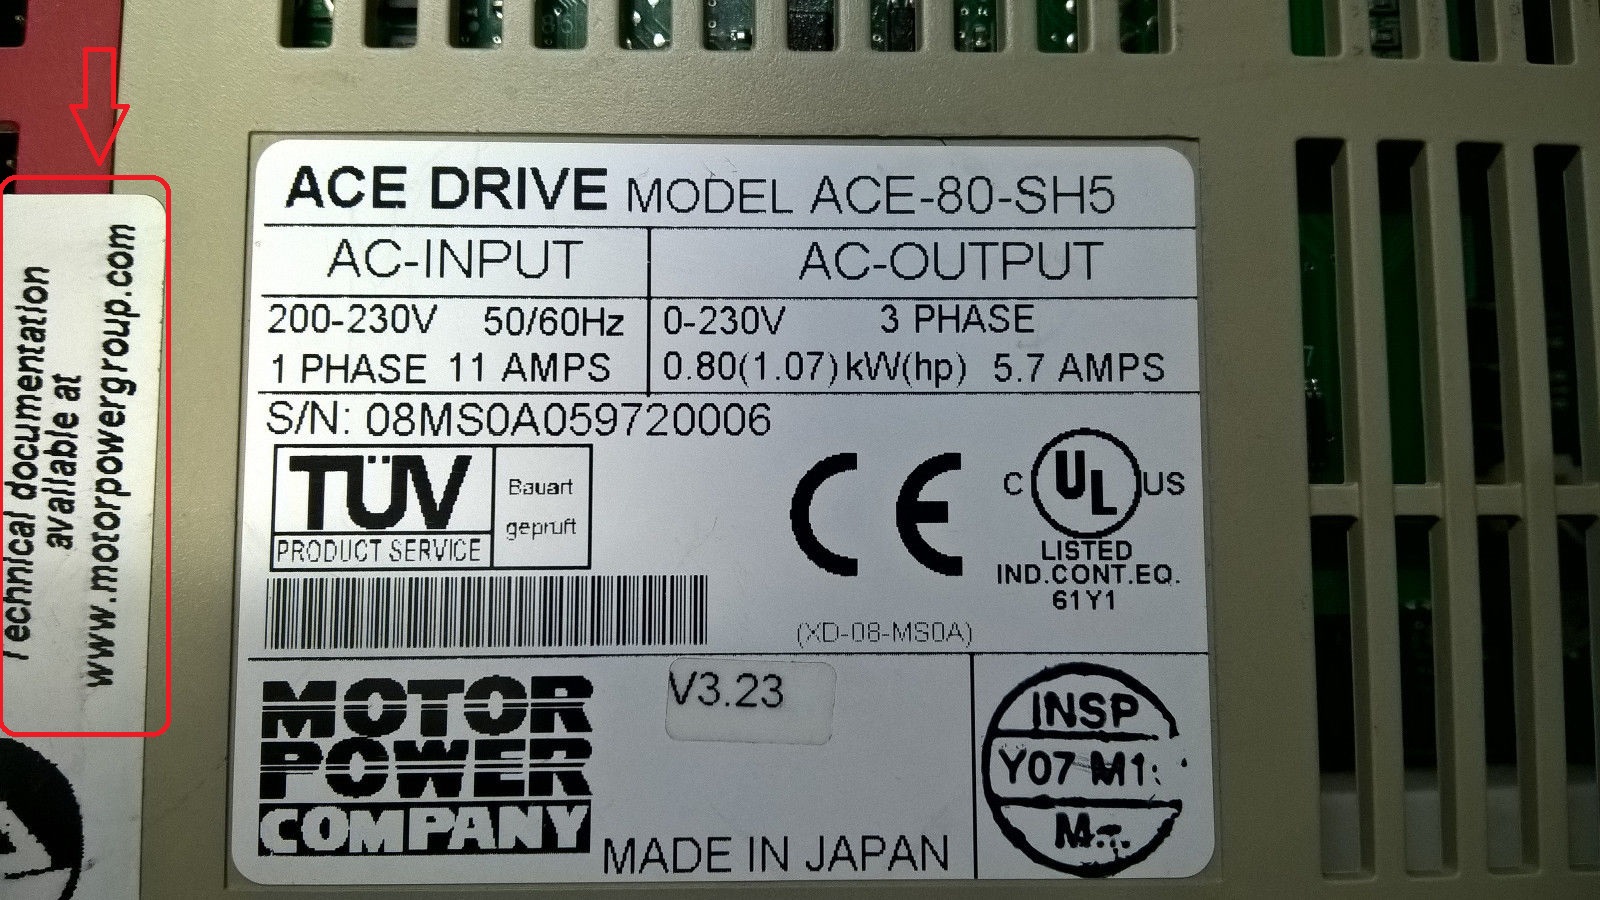 Technical documentation
available at
www.motorpowergroup.com
ACE DRIVE MODEL ACE-80-SH5
AC-INPUT AC-OUTPUT
200-230V 50/60Hz 0-230V 3 PHASE
1 PHASE 11 AMPS 0.80(1.07)kW(hp) 5.7 AMPS
S/N: 08MS0A059720006
TÜV
PRODUCT SERVICE
Bauart
geprüft
CE
C UL US
LISTED
IND.CONT.EQ.
61Y1
(XD-08-MS0A)
MOTOR
POWER
COMPANY
V3.23
MADE IN JAPAN
INSP
Y07 M1